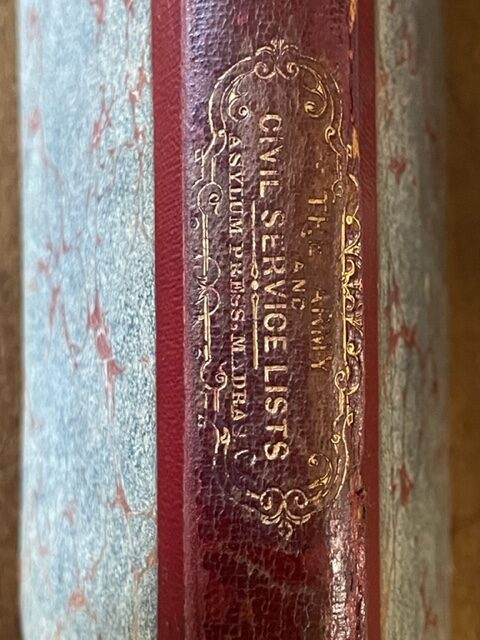 THE ARMY
AND
CIVIL SERVICE LISTS
ASYLUM PRESS, MADRAS